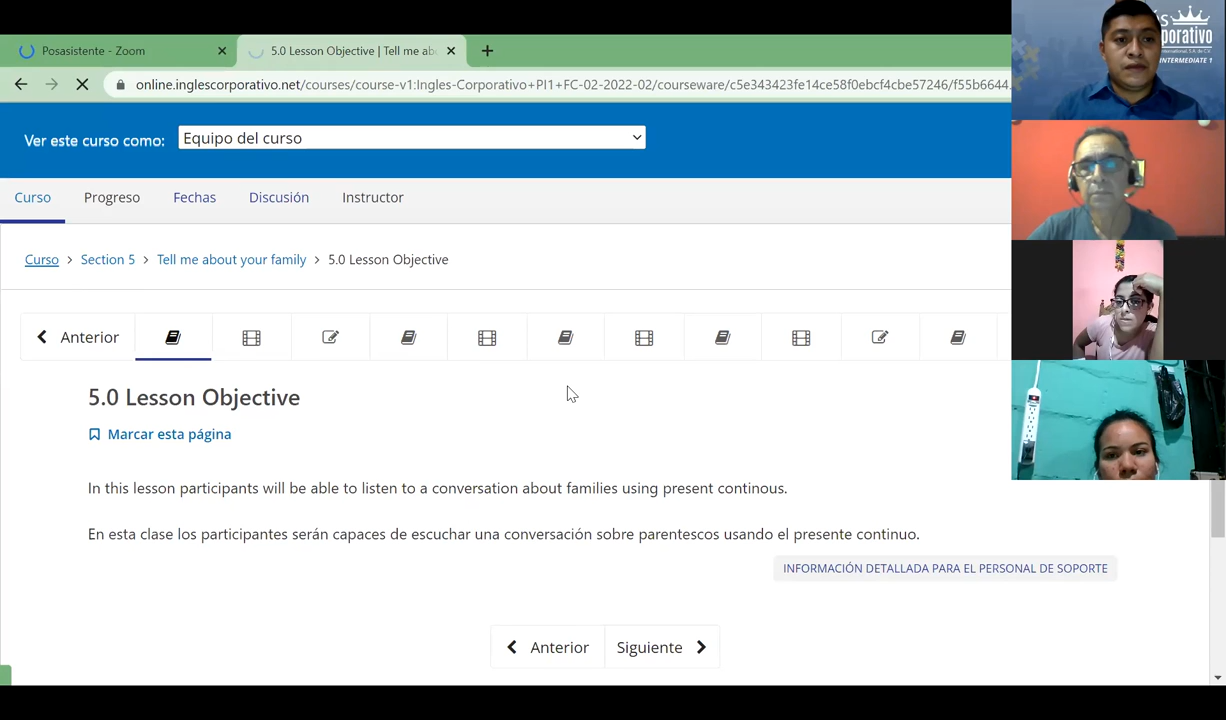 Posasistente - Zoom
5.0 Lesson Objective | Tell me ab
online.inglescorporativo.net/courses/course-v1:Ingles-Corporativo+PI1+FC-02-2022-02/courseware/c5e343423fe14ce58f0ebcf4cbe57246/f55b6644
Ver este curso como:
Equipo del curso
Curso
Progreso
Fechas
Discusión
Instructor
Curso > Section 5 > Tell me about your family > 5.0 Lesson Objective
Anterior
5.0 Lesson Objective
Marcar esta página
In this lesson participants will be able to listen to a conversation about families using present continous.
En esta clase los participantes serán capaces de escuchar una conversación sobre parentescos usando el presente continuo.
INFORMACIÓN DETALLADA PARA EL PERSONAL DE SOPORTE
Anterior
Siguiente
INTERMEDIATE 1